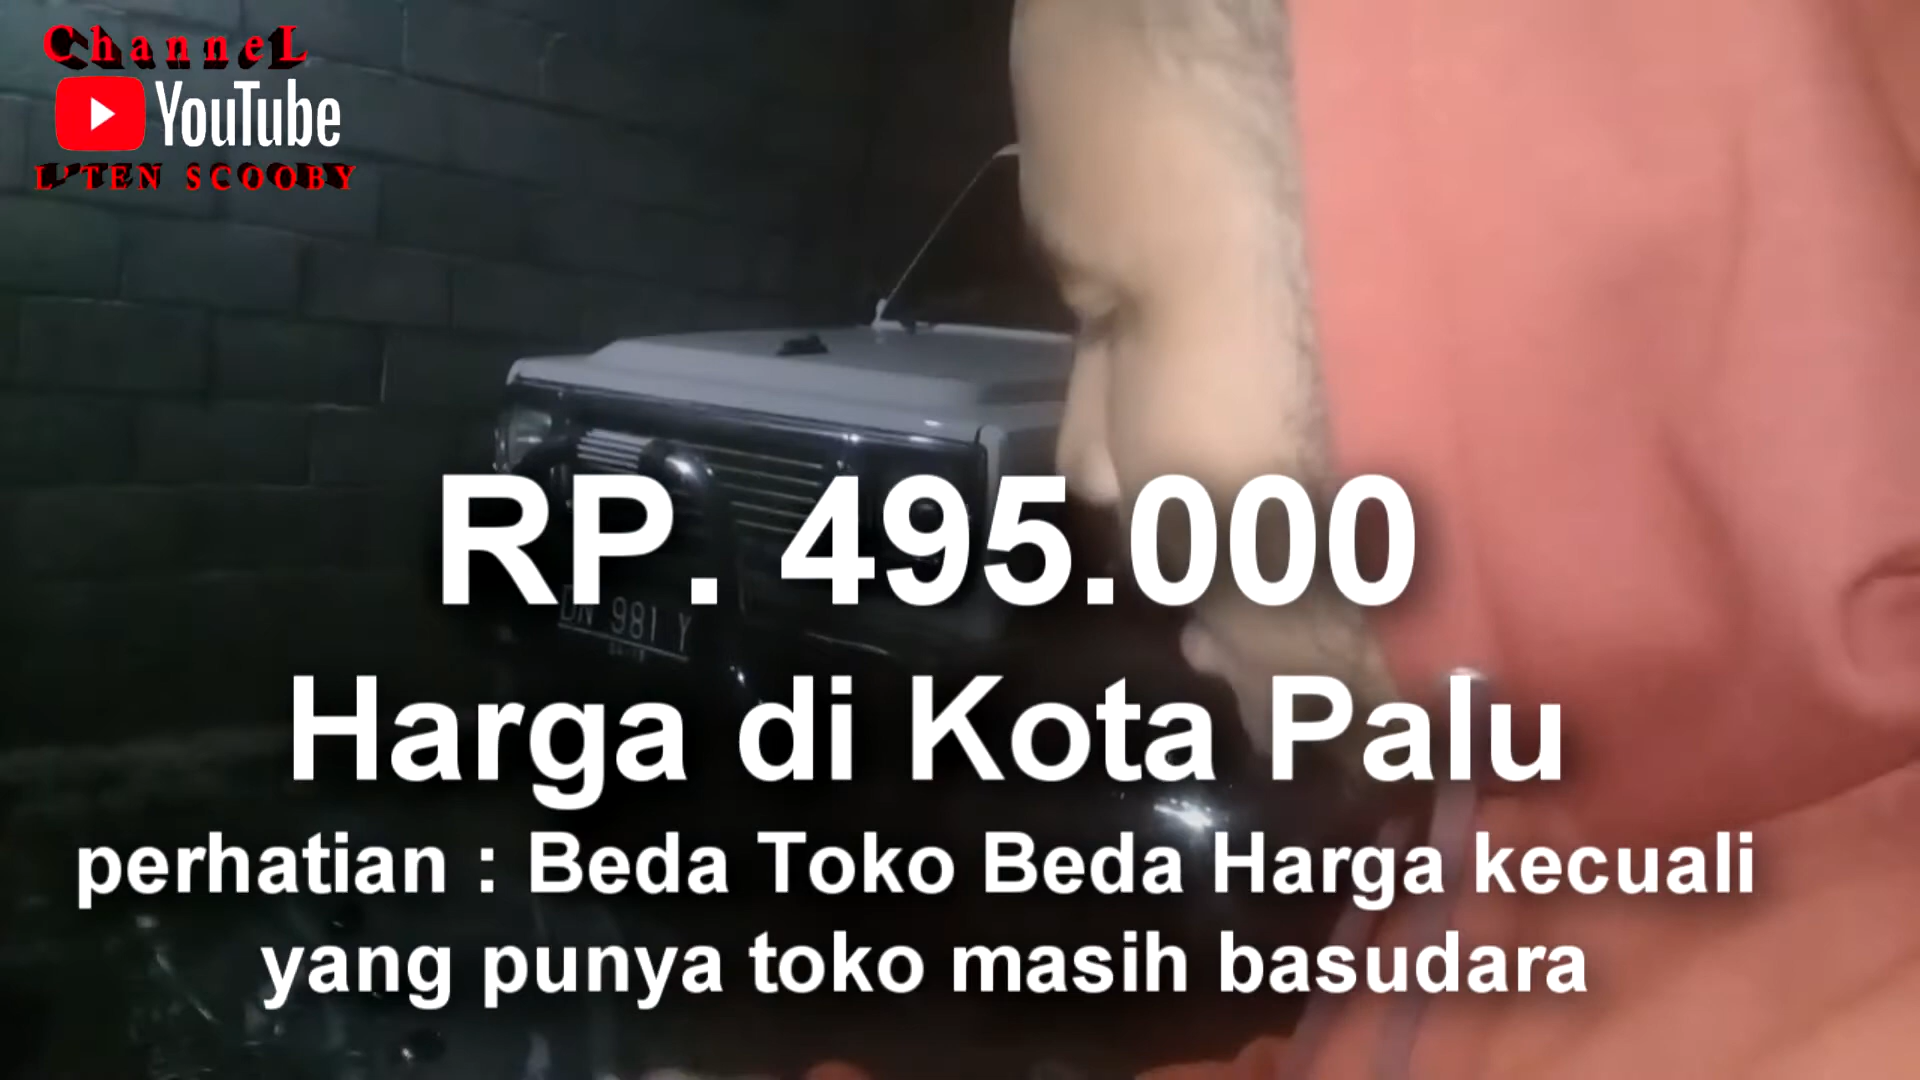 ChanneL
YouTube
L'TEN SCOOBY
RP. 495.000
DN 981 Y
Harga di Kota Palu
perhatian : Beda Toko Beda Harga kecuali
yang punya toko masih basudara